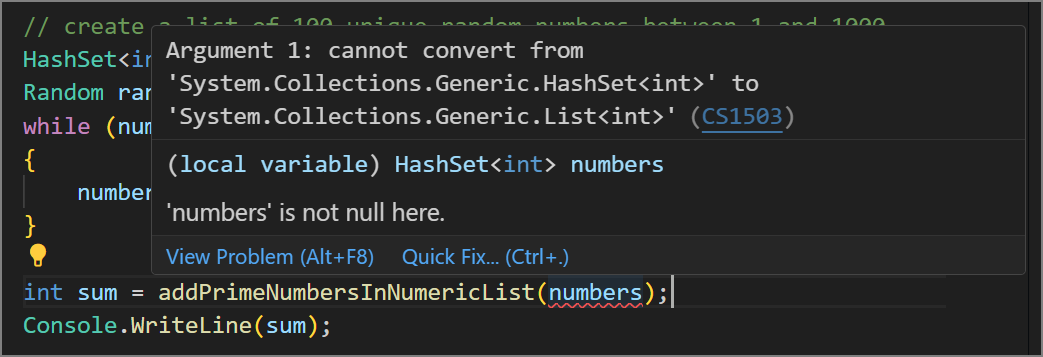 // create a list of 100 unique random numbers between 1 and 1000
HashSet<in
Random ran
while (num
{
number
}
Argument 1: cannot convert from
'System.Collections.Generic.HashSet<int>' to
'System.Collections.Generic.List<int>' (CS1503)
(local variable) HashSet<int> numbers
'numbers' is not null here.
View Problem (Alt+F8) Quick Fix... (Ctrl+.)
int sum = addPrimeNumbersInNumericList(numbers);
Console.WriteLine(sum);